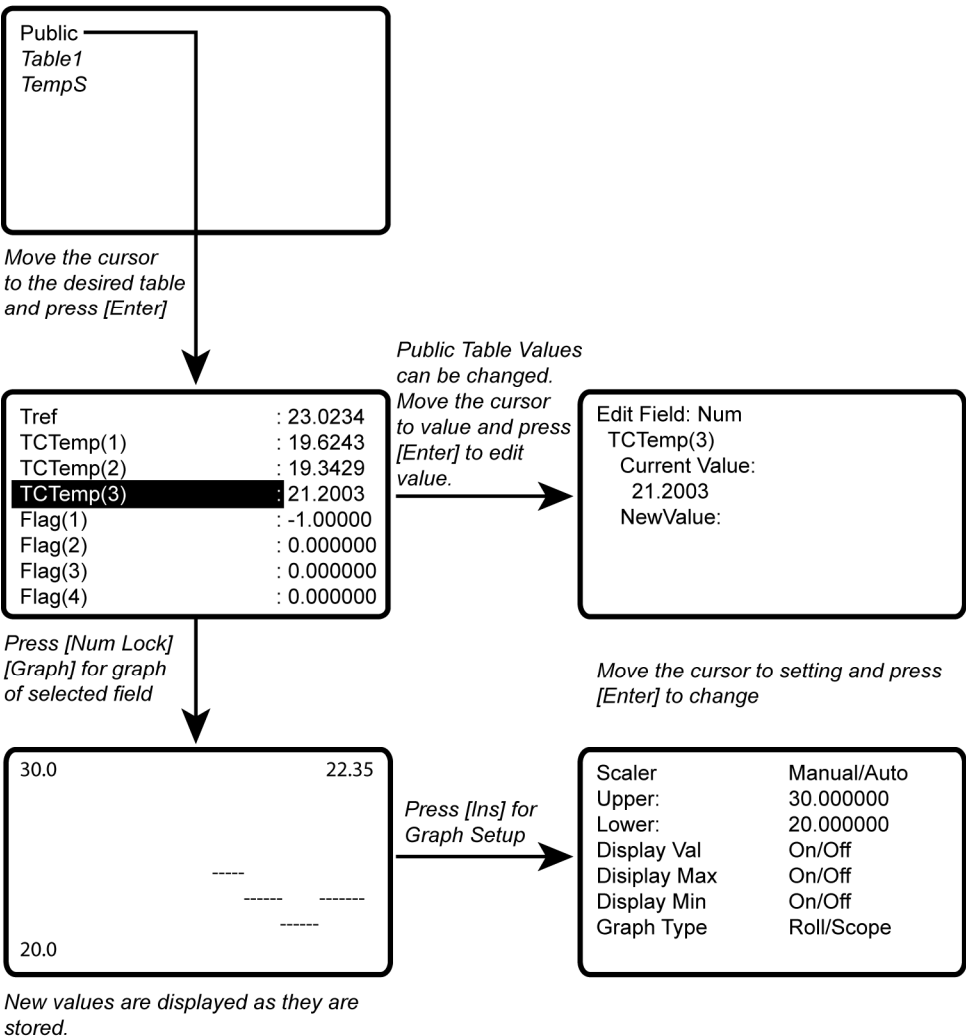 Public
Table1
TempS
Move the cursor
to the desired table
and press [Enter]
Public Table Values
can be changed.
Move the cursor
to value and press
[Enter] to edit
value.
Tref : 23.0234
TCTemp(1) : 19.6243
TCTemp(2) : 19.3429
TCTemp(3) : 21.2003
Flag(1) : -1.00000
Flag(2) : 0.000000
Flag(3) : 0.000000
Flag(4) : 0.000000
Edit Field: Num
TCTemp(3)
Current Value:
21.2003
NewValue:
Press [Num Lock]
[Graph] for graph
of selected field
Move the cursor to setting and press
[Enter] to change
30.0 22.35
-----
------ -------
------
20.0
Press [Ins] for
Graph Setup
Scaler Manual/Auto
Upper: 30.000000
Lower: 20.000000
Display Val On/Off
Disiplay Max On/Off
Display Min On/Off
Graph Type Roll/Scope
New values are displayed as they are
stored.